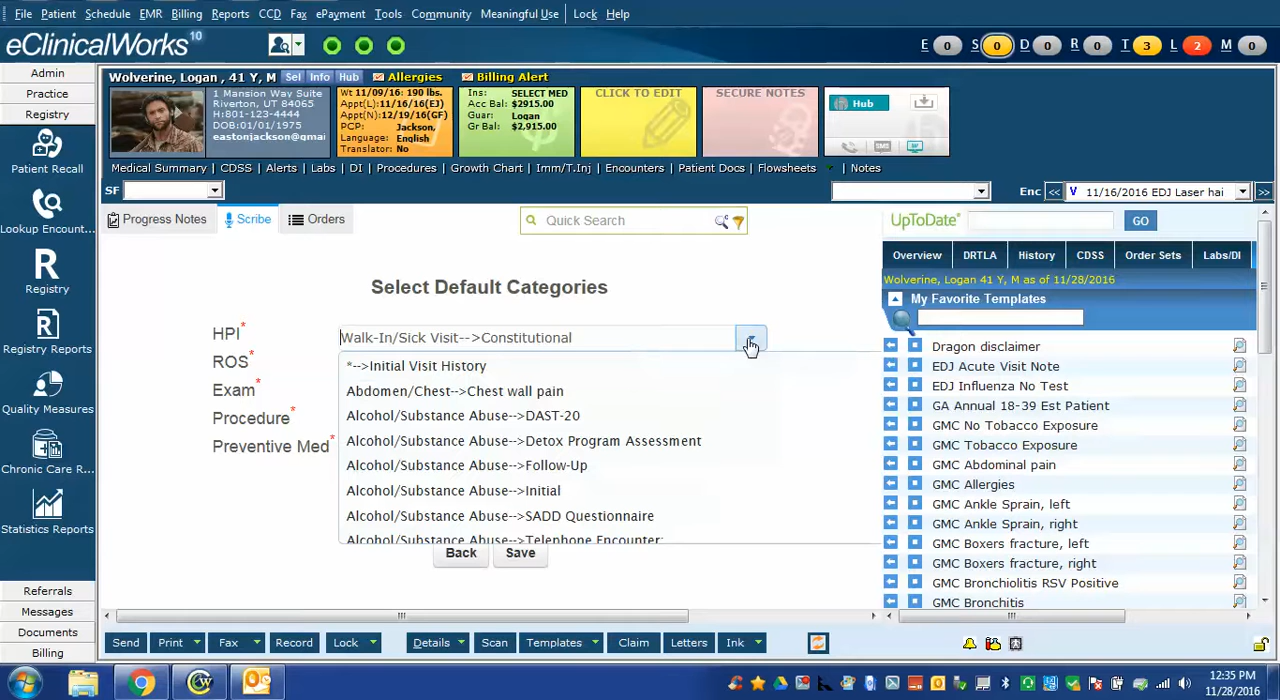 File Patient Schedule EMR Billing Reports CCD Fax ePayment Tools Community Meaningful Use Lock Help
eClinicalWorks 10
E 0 S 0 D 0 R 0 T 3 L 2 M 0
Admin
Practice
Registry
Patient Recall
Lookup Encount...
Registry
Registry Reports
Quality Measures
Chronic Care R...
Statistics Reports
Referrals
Messages
Documents
Billing
Wolverine, Logan , 41 Y, M Sel Info Hub Allergies Billing Alert
1 Mansion Way Suite
Riverton, UT 84065
H:801-123-4444
DOB:01/01/1975
eastonjackson@gmai
Wt 11/09/16: 190 lbs.
Appt(L):11/16/16(EJ)
Appt(N):12/19/16(GF)
PCP: Jackson,
Language: English
Translator: No
Ins: SELECT MED
Acc Bal: $2915.00
Guar: Logan
Gr Bal: $2,915.00
CLICK TO EDIT
SECURE NOTES
Hub
SMS
Medical Summary CDSS Alerts Labs DI Procedures Growth Chart Imm/T.Inj Encounters Patient Docs Flowsheets Notes
SF
Enc << V 11/16/2016 EDJ Laser hai >>
Progress Notes Scribe Orders
Quick Search
Select Default Categories
HPI*
ROS*
Exam*
Procedure*
Preventive Med*
Walk-In/Sick Visit-->Constitutional
*-->Initial Visit History
Abdomen/Chest-->Chest wall pain
Alcohol/Substance Abuse-->DAST-20
Alcohol/Substance Abuse-->Detox Program Assessment
Alcohol/Substance Abuse-->Follow-Up
Alcohol/Substance Abuse-->Initial
Alcohol/Substance Abuse-->SADD Questionnaire
Alcohol/Substance Abuse-->Telephone Encounter:
Back Save
UpToDate GO
Overview DRTLA History CDSS Order Sets Labs/DI
Wolverine, Logan 41 Y, M as of 11/28/2016
My Favorite Templates
Dragon disclaimer
EDJ Acute Visit Note
EDJ Influenza No Test
GA Annual 18-39 Est Patient
GMC No Tobacco Exposure
GMC Tobacco Exposure
GMC Abdominal pain
GMC Allergies
GMC Ankle Sprain, left
GMC Ankle Sprain, right
GMC Boxers fracture, left
GMC Boxers fracture, right
GMC Bronchiolitis RSV Positive
GMC Bronchitis
Send Print Fax Record Lock Details Scan Templates Claim Letters Ink
12:35 PM
11/28/2016